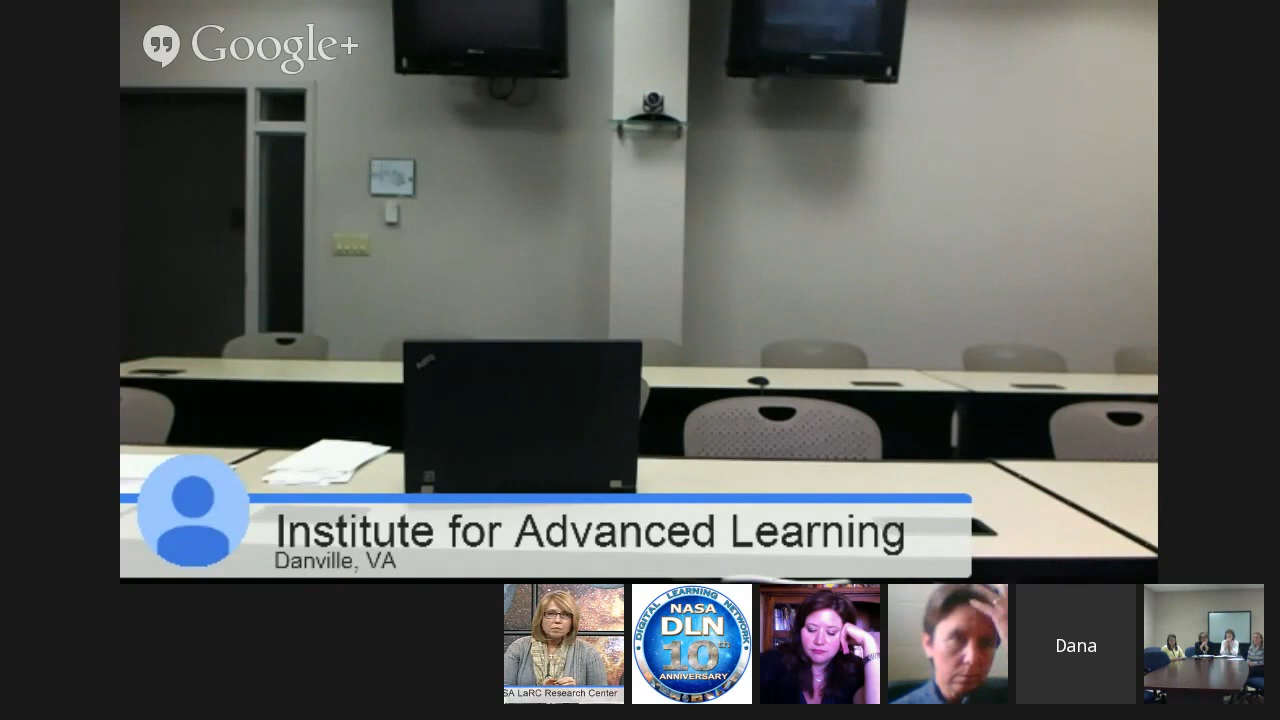 Google+
Institute for Advanced Learning
Danville, VA
SA LaRC Research Center
DIGITAL LEARNING NETWORK
NASA
DLN
10th
ANNIVERSARY
Dana